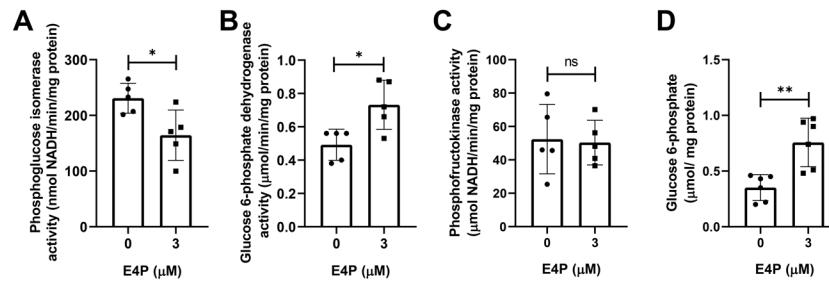 A
Phosphoglucose isomerase
activity (nmol NADH/min/mg protein)
300
200
100
0
*
0
3
E4P (μM)
B
Glucose 6-phosphate dehydrogenase
activity (μmol/min/mg protein)
1.0
0.8
0.6
0.4
0.2
0.0
*
0
3
E4P (μM)
C
Phosphofructokinase activity
(μmol NADH/min/mg protein)
100
80
60
40
20
0
ns
0
3
E4P (μM)
D
Glucose 6-phosphate
(μmol/ mg protein)
1.5
1.0
0.5
0.0
**
0
3
E4P (μM)